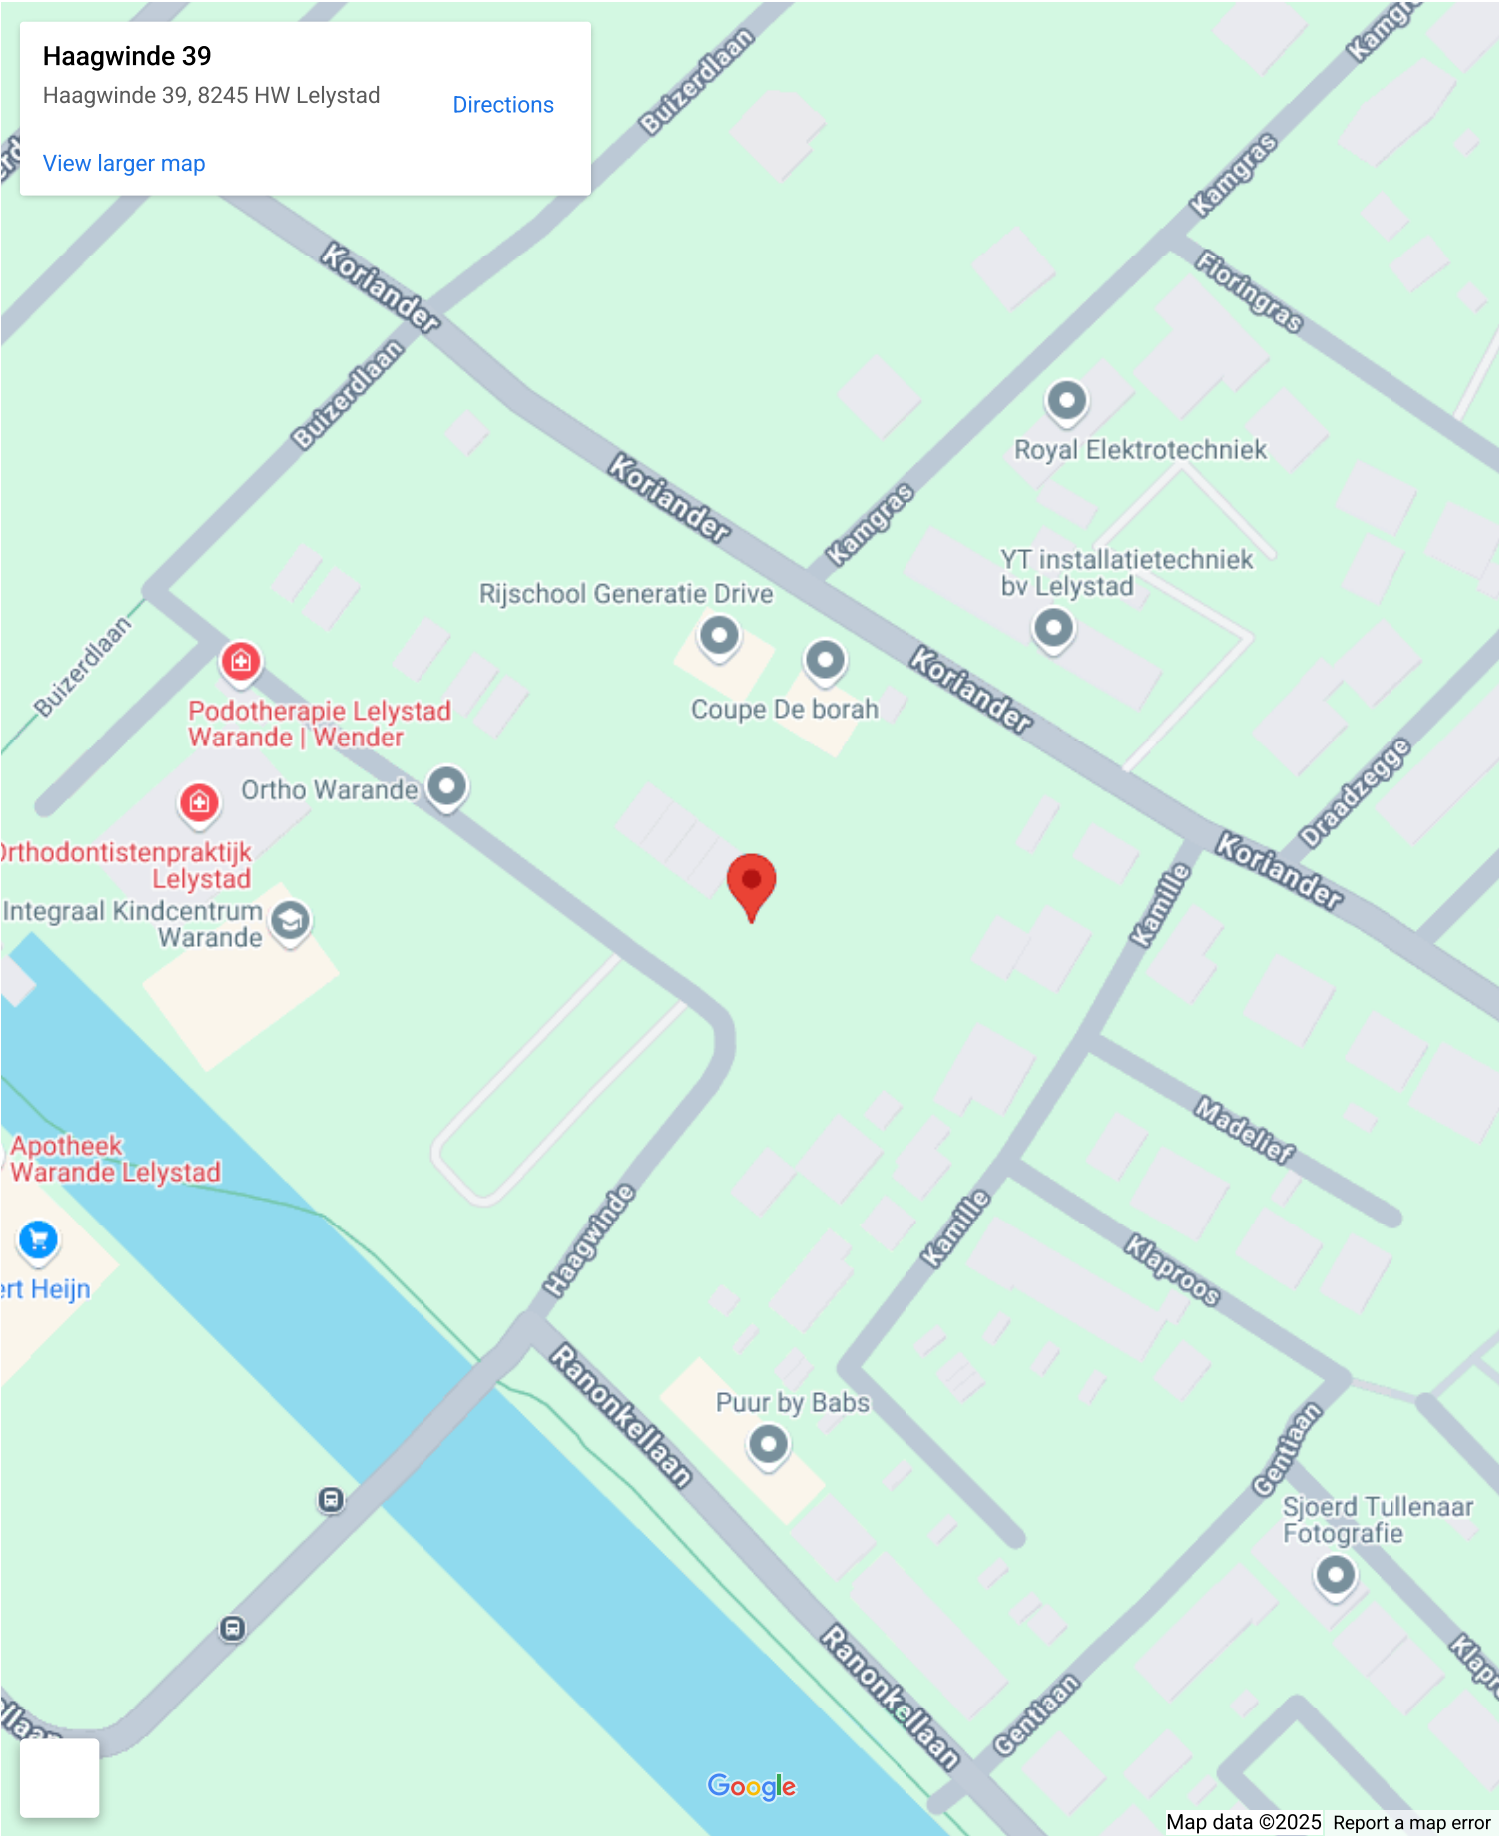 Haagwinde 39
Haagwinde 39, 8245 HW Lelystad
Directions
View larger map
Buizerdlaan
Kamgras
Koriander
Fioringras
Buizerdlaan
Royal Elektrotechniek
Koriander
Kamgras
YT installatietechniek
bv Lelystad
Rijschool Generatie Drive
Buizerdlaan
Coupe De borah
Koriander
Podotherapie Lelystad
Warande | Wender
Ortho Warande
Draadzegge
Orthodontistenpraktijk
Lelystad
Koriander
Kamille
Integraal Kindcentrum
Warande
Madelief
Apotheek
Warande Lelystad
Haagwinde
Kamille
Klaproos
ert Heijn
Ranonkellaan
Puur by Babs
Gentiaan
Sjoerd Tullenaar
Fotografie
Ranonkellaan
Gentiaan
Google
Map data ©2025
Report a map error